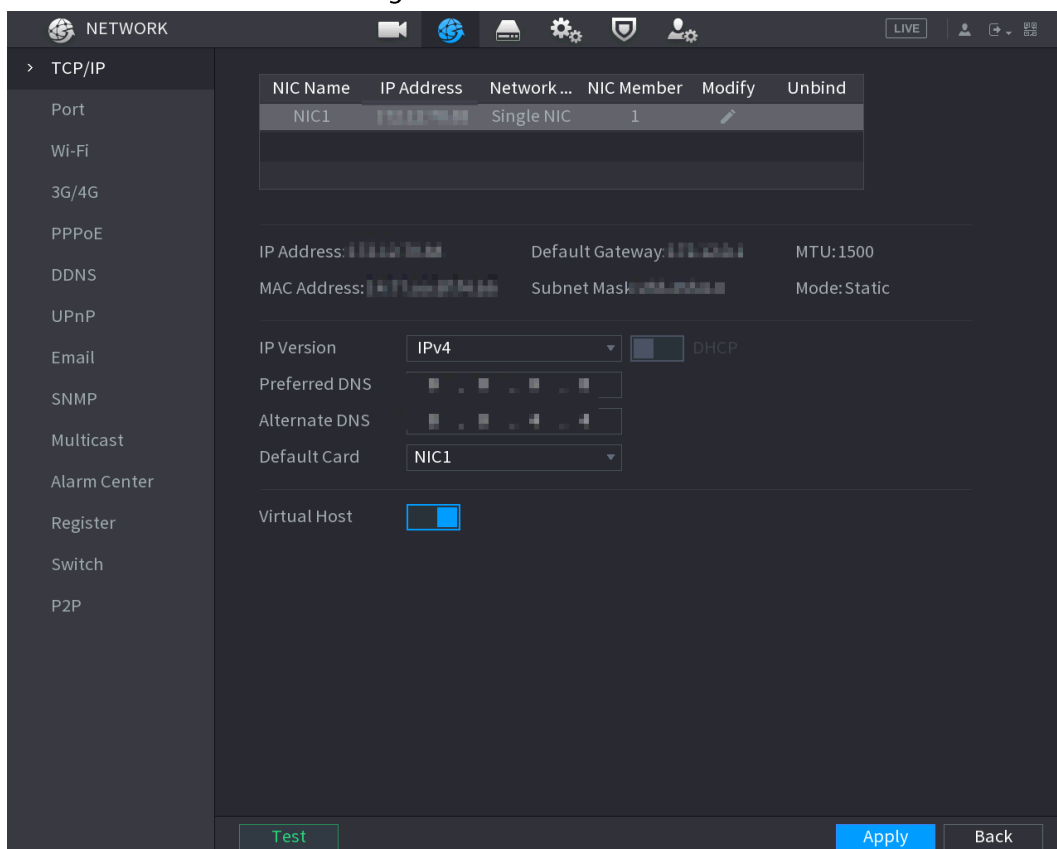 NETWORK LIVE
TCP/IP
Port
Wi-Fi
3G/4G
PPPoE
DDNS
UPnP
Email
SNMP
Multicast
Alarm Center
Register
Switch
P2P
NIC Name IP Address Network ... NIC Member Modify Unbind
NIC1 Single NIC 1
IP Address: Default Gateway: MTU:1500
MAC Address: Subnet Mask Mode:Static
IP Version IPv4 DHCP
Preferred DNS
Alternate DNS
Default Card NIC1
Virtual Host
Test Apply Back